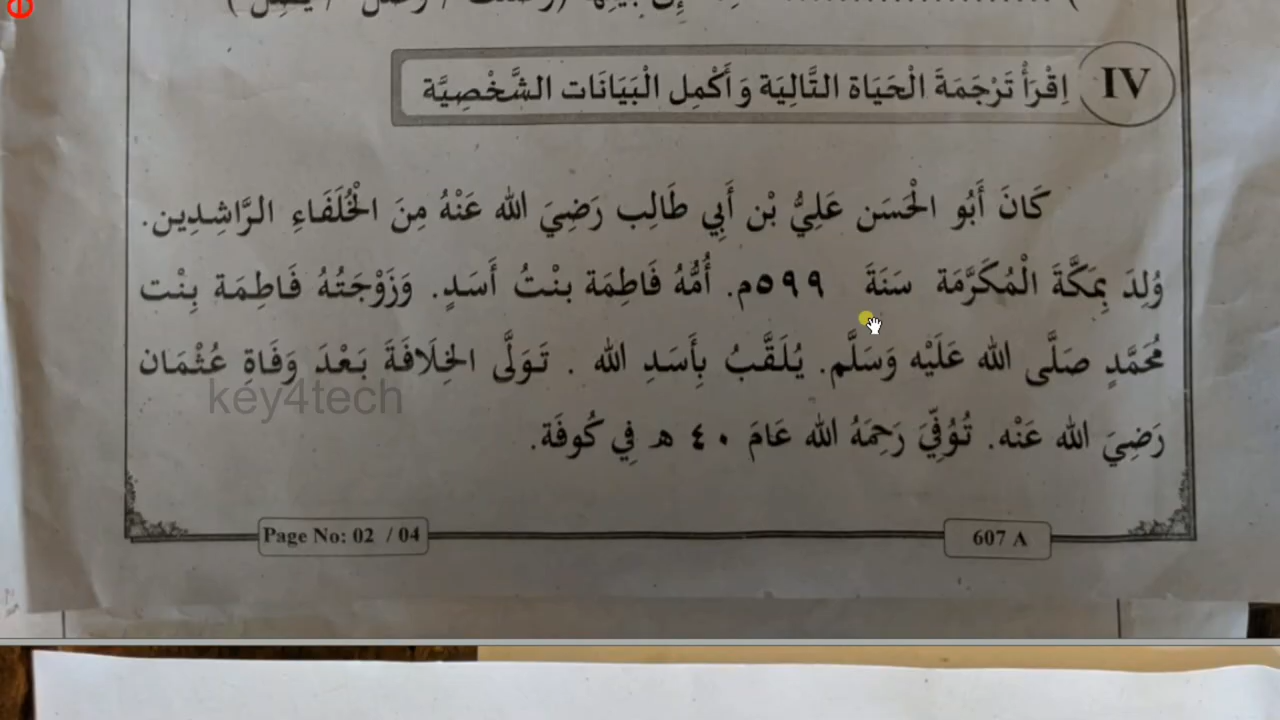 IV اِقْرَأْ تَرْجَمَةَ الْحَيَاة التَّالِيَة وَ أَكْمِل الْبَيَانَات الشَّخْصِيَّة
كَانَ أَبُو الْحَسَن عَلِيُّ بْن أَبِي طَالِب رَضِيَ الله عَنْهُ مِنَ الْخُلَفَاءِ الرَّاشِدِين.
وُلِدَ بِمَكَّةَ الْمُكَرَّمَة سَنَةَ ٥٩٩م. أُمُّهُ فَاطِمَة بنْتُ أَسَدٍ. وَزَوْجَتُهُ فَاطِمَة بِنْت
مُحَمَّدٍ صَلَّى الله عَلَيْه وَسَلَّم. يُلَقَّبُ بِأَسَدِ الله . تَوَلَّى الخِلَافَةَ بَعْدَ وَفَاةِ عُثْمَان
key4tech
رَضِيَ الله عَنْه. تُوُفِّيَ رَحِمَهُ الله عَامَ ٤٠ هـ فِي كُوفَة.
Page No: 02 / 04
607 A